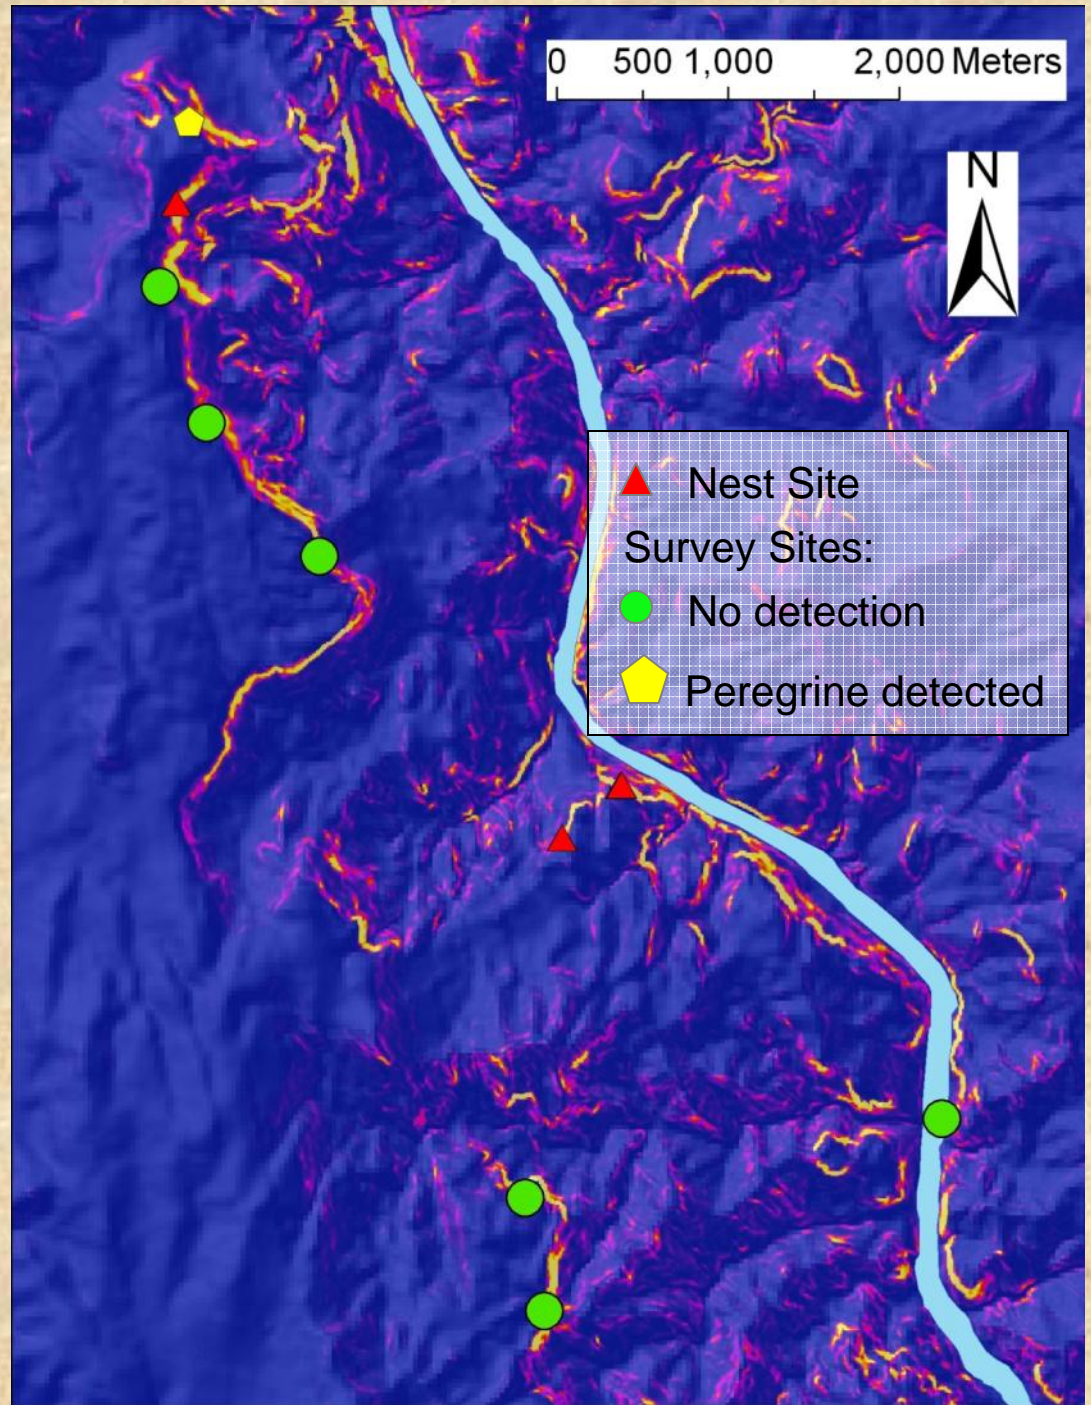 0 500 1,000 2,000 Meters
N
Nest Site
Survey Sites:
No detection
Peregrine detected